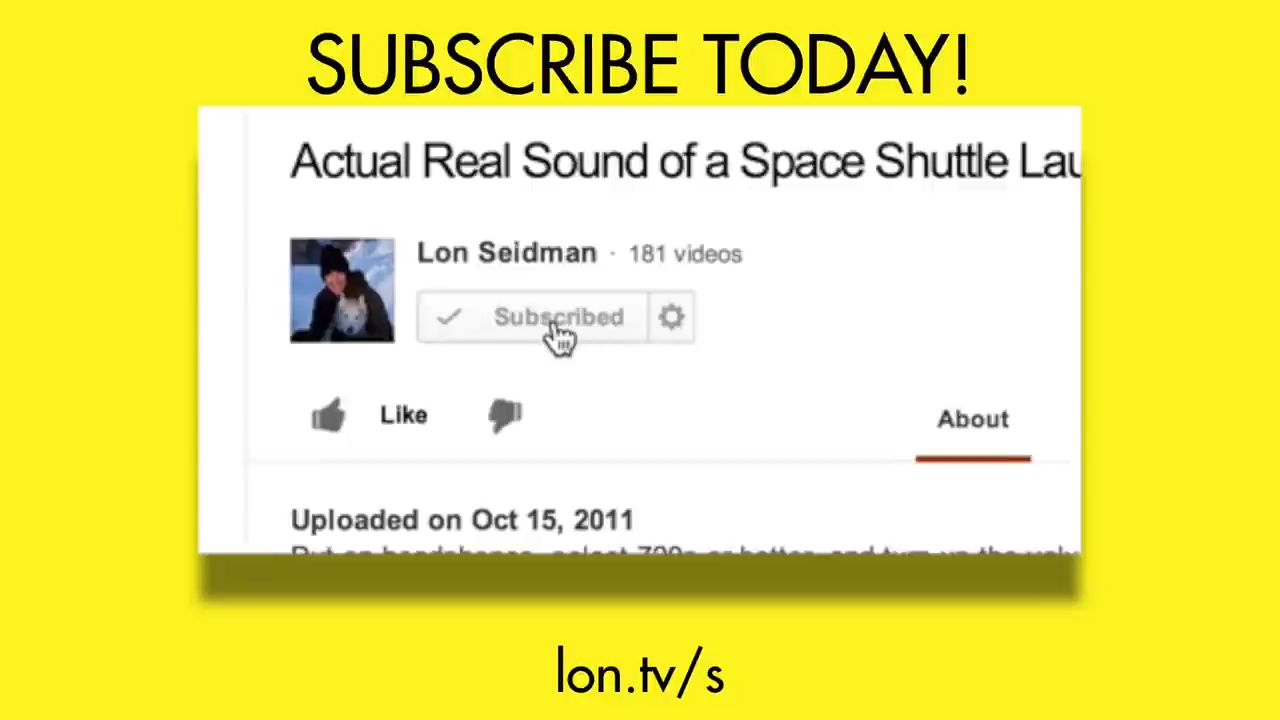 SUBSCRIBE TODAY!
Actual Real Sound of a Space Shuttle
Lon Seidman · 181 videos
Subscribed
Like
About
Uploaded on Oct 15, 2011
lon.tv/s